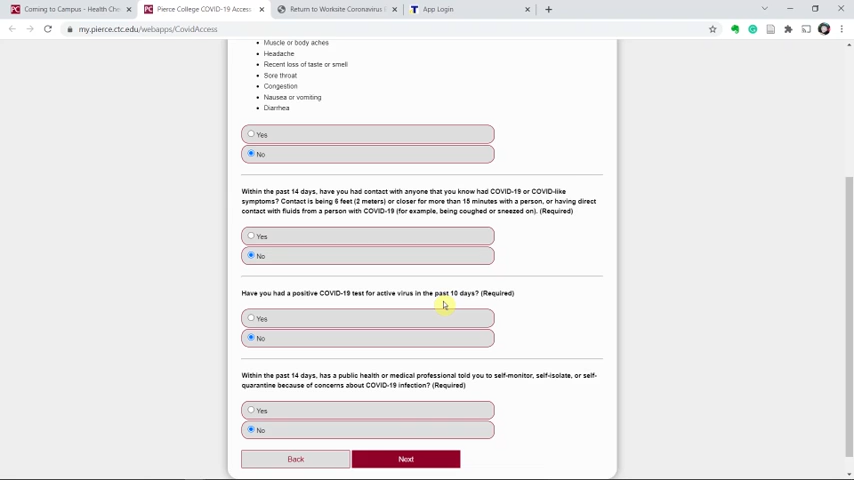 Coming to Campus - Health Che
Pierce College COVID-19 Access
Return to Worksite Coronavirus
App Login
my.pierce.ctc.edu/webapps/CovidAccess
Muscle or body aches
Headache
Recent loss of taste or smell
Sore throat
Congestion
Nausea or vomiting
Diarrhea
Yes
No
Within the past 14 days, have you had contact with anyone that you know had COVID-19 or COVID-like
symptoms? Contact is being 6 feet (2 meters) or closer for more than 15 minutes with a person, or having direct
contact with fluids from a person with COVID-19 (for example, being coughed or sneezed on). (Required)
Yes
No
Have you had a positive COVID-19 test for active virus in the past 10 days? (Required)
Yes
No
Within the past 14 days, has a public health or medical professional told you to self-monitor, self-isolate, or self-
quarantine because of concerns about COVID-19 infection? (Required)
Yes
No
Back
Next